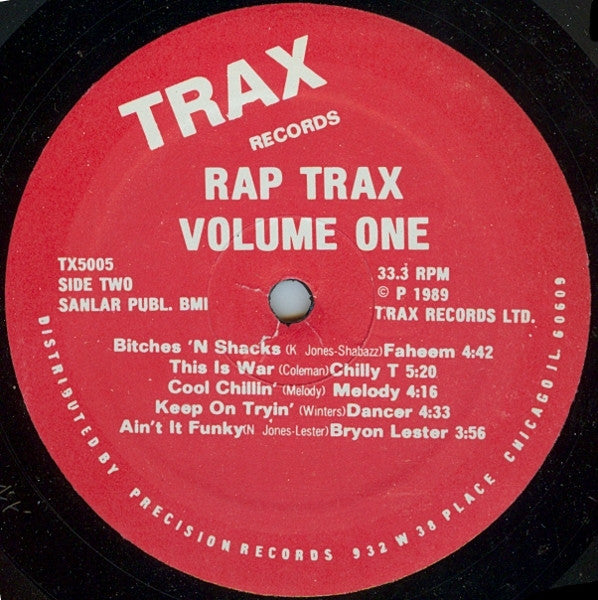 TRAX
RECORDS
RAP TRAX
VOLUME ONE
TX5005
SIDE TWO
SANLAR PUBL. BMI
33.3 RPM
© P 1989
TRAX RECORDS LTD.
Bitches 'N Shacks (K Jones-Shabazz) Faheem 4:42
This Is War (Coleman) Chilly T 5:20
Cool Chillin' (Melody) Melody 4:16
Keep On Tryin' (Winters) Dancer 4:33
Ain't It Funky (N Jones-Lester) Bryon Lester 3:56
DISTRIBUTED BY PRECISION RECORDS 932 W 38 PLACE CNICAGO IL. 60609